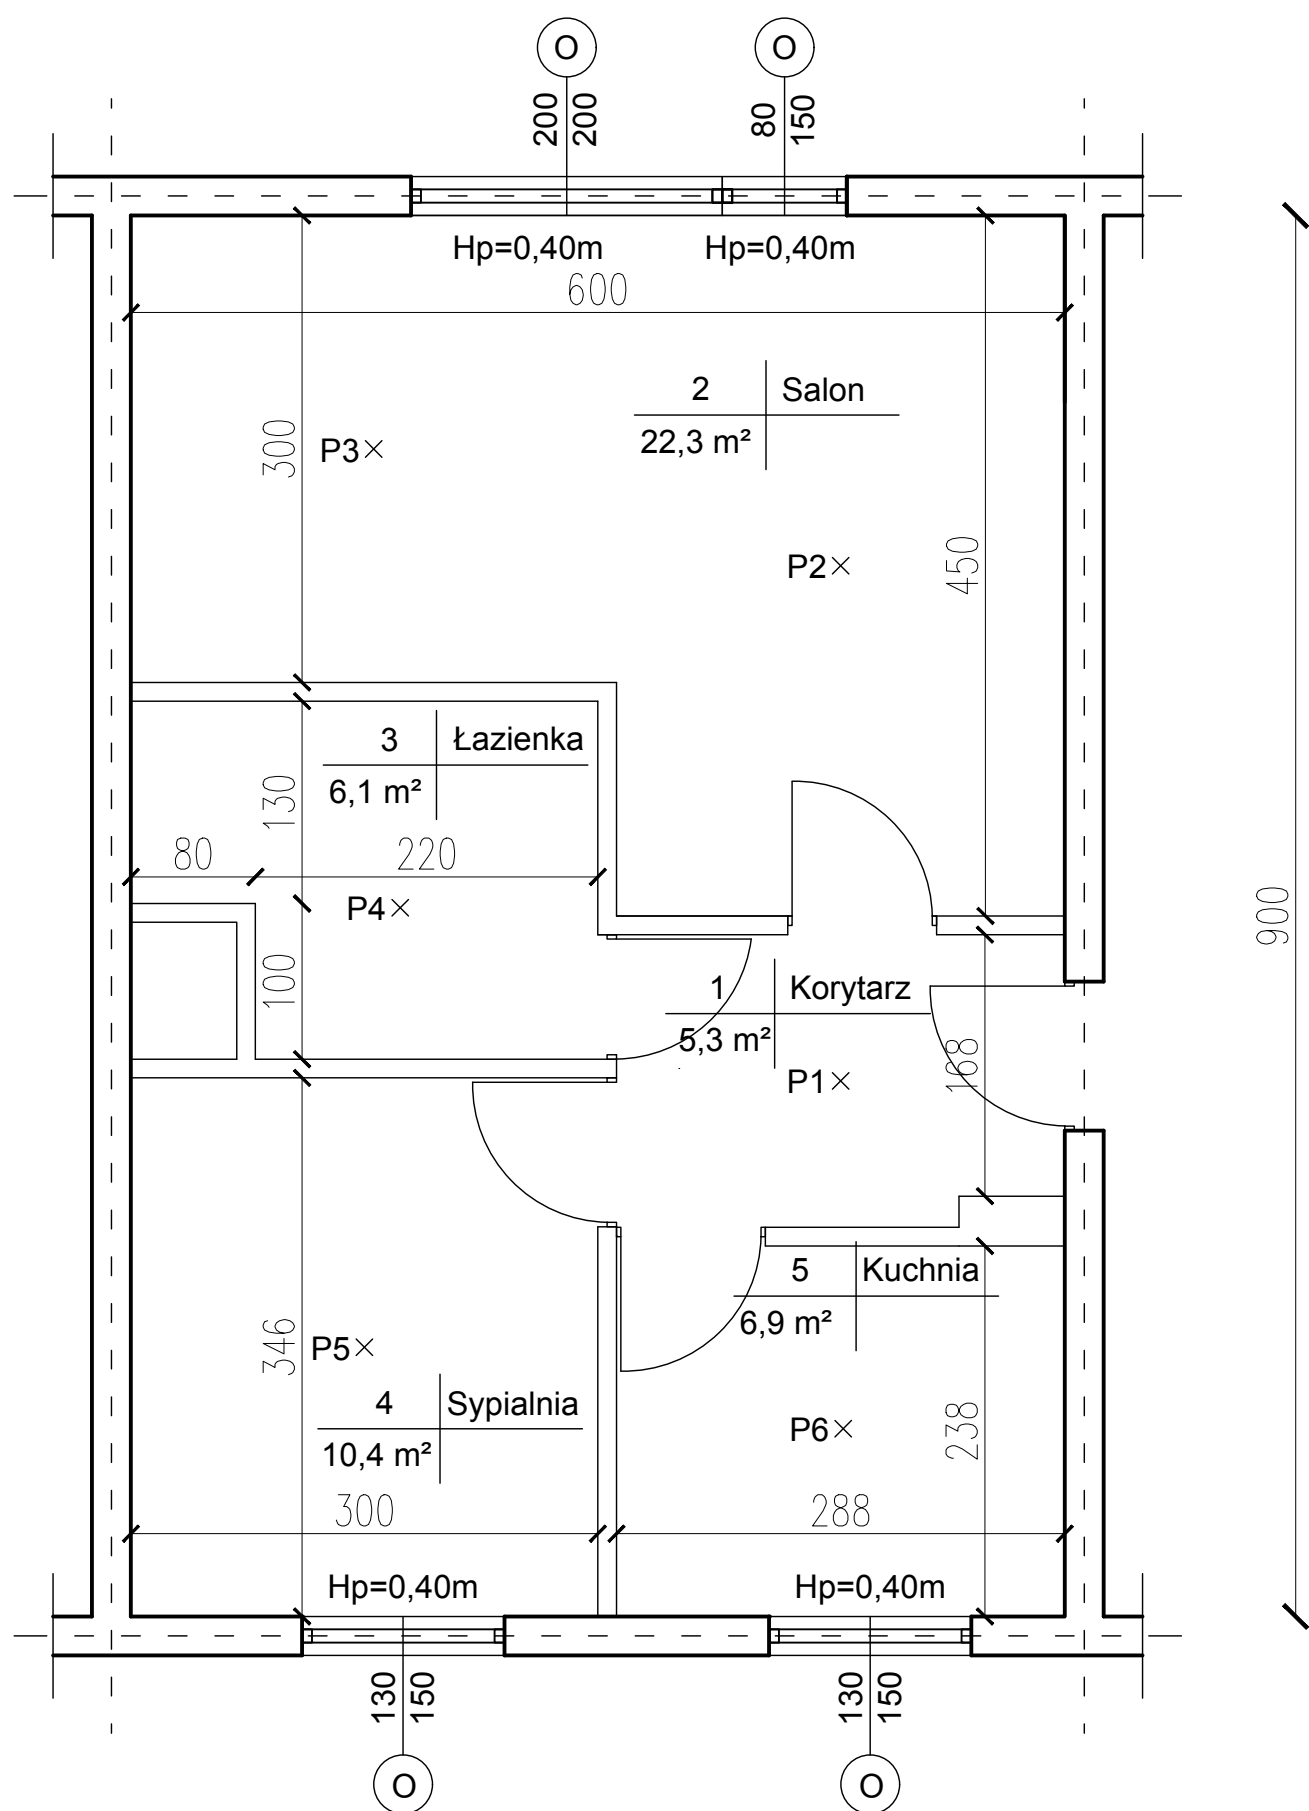 O
O
200
200
80
150
Hp=0,40m
Hp=0,40m
600
2
Salon
22,3 m²
300
P3
P2
450
3
Łazienka
6,1 m²
130
80
220
900
P4
100
1
Korytarz
5,3 m²
168
P1
5
Kuchnia
6,9 m²
346
P5
4
Sypialnia
10,4 m²
P6
238
300
288
Hp=0,40m
Hp=0,40m
130
150
130
150
O
O